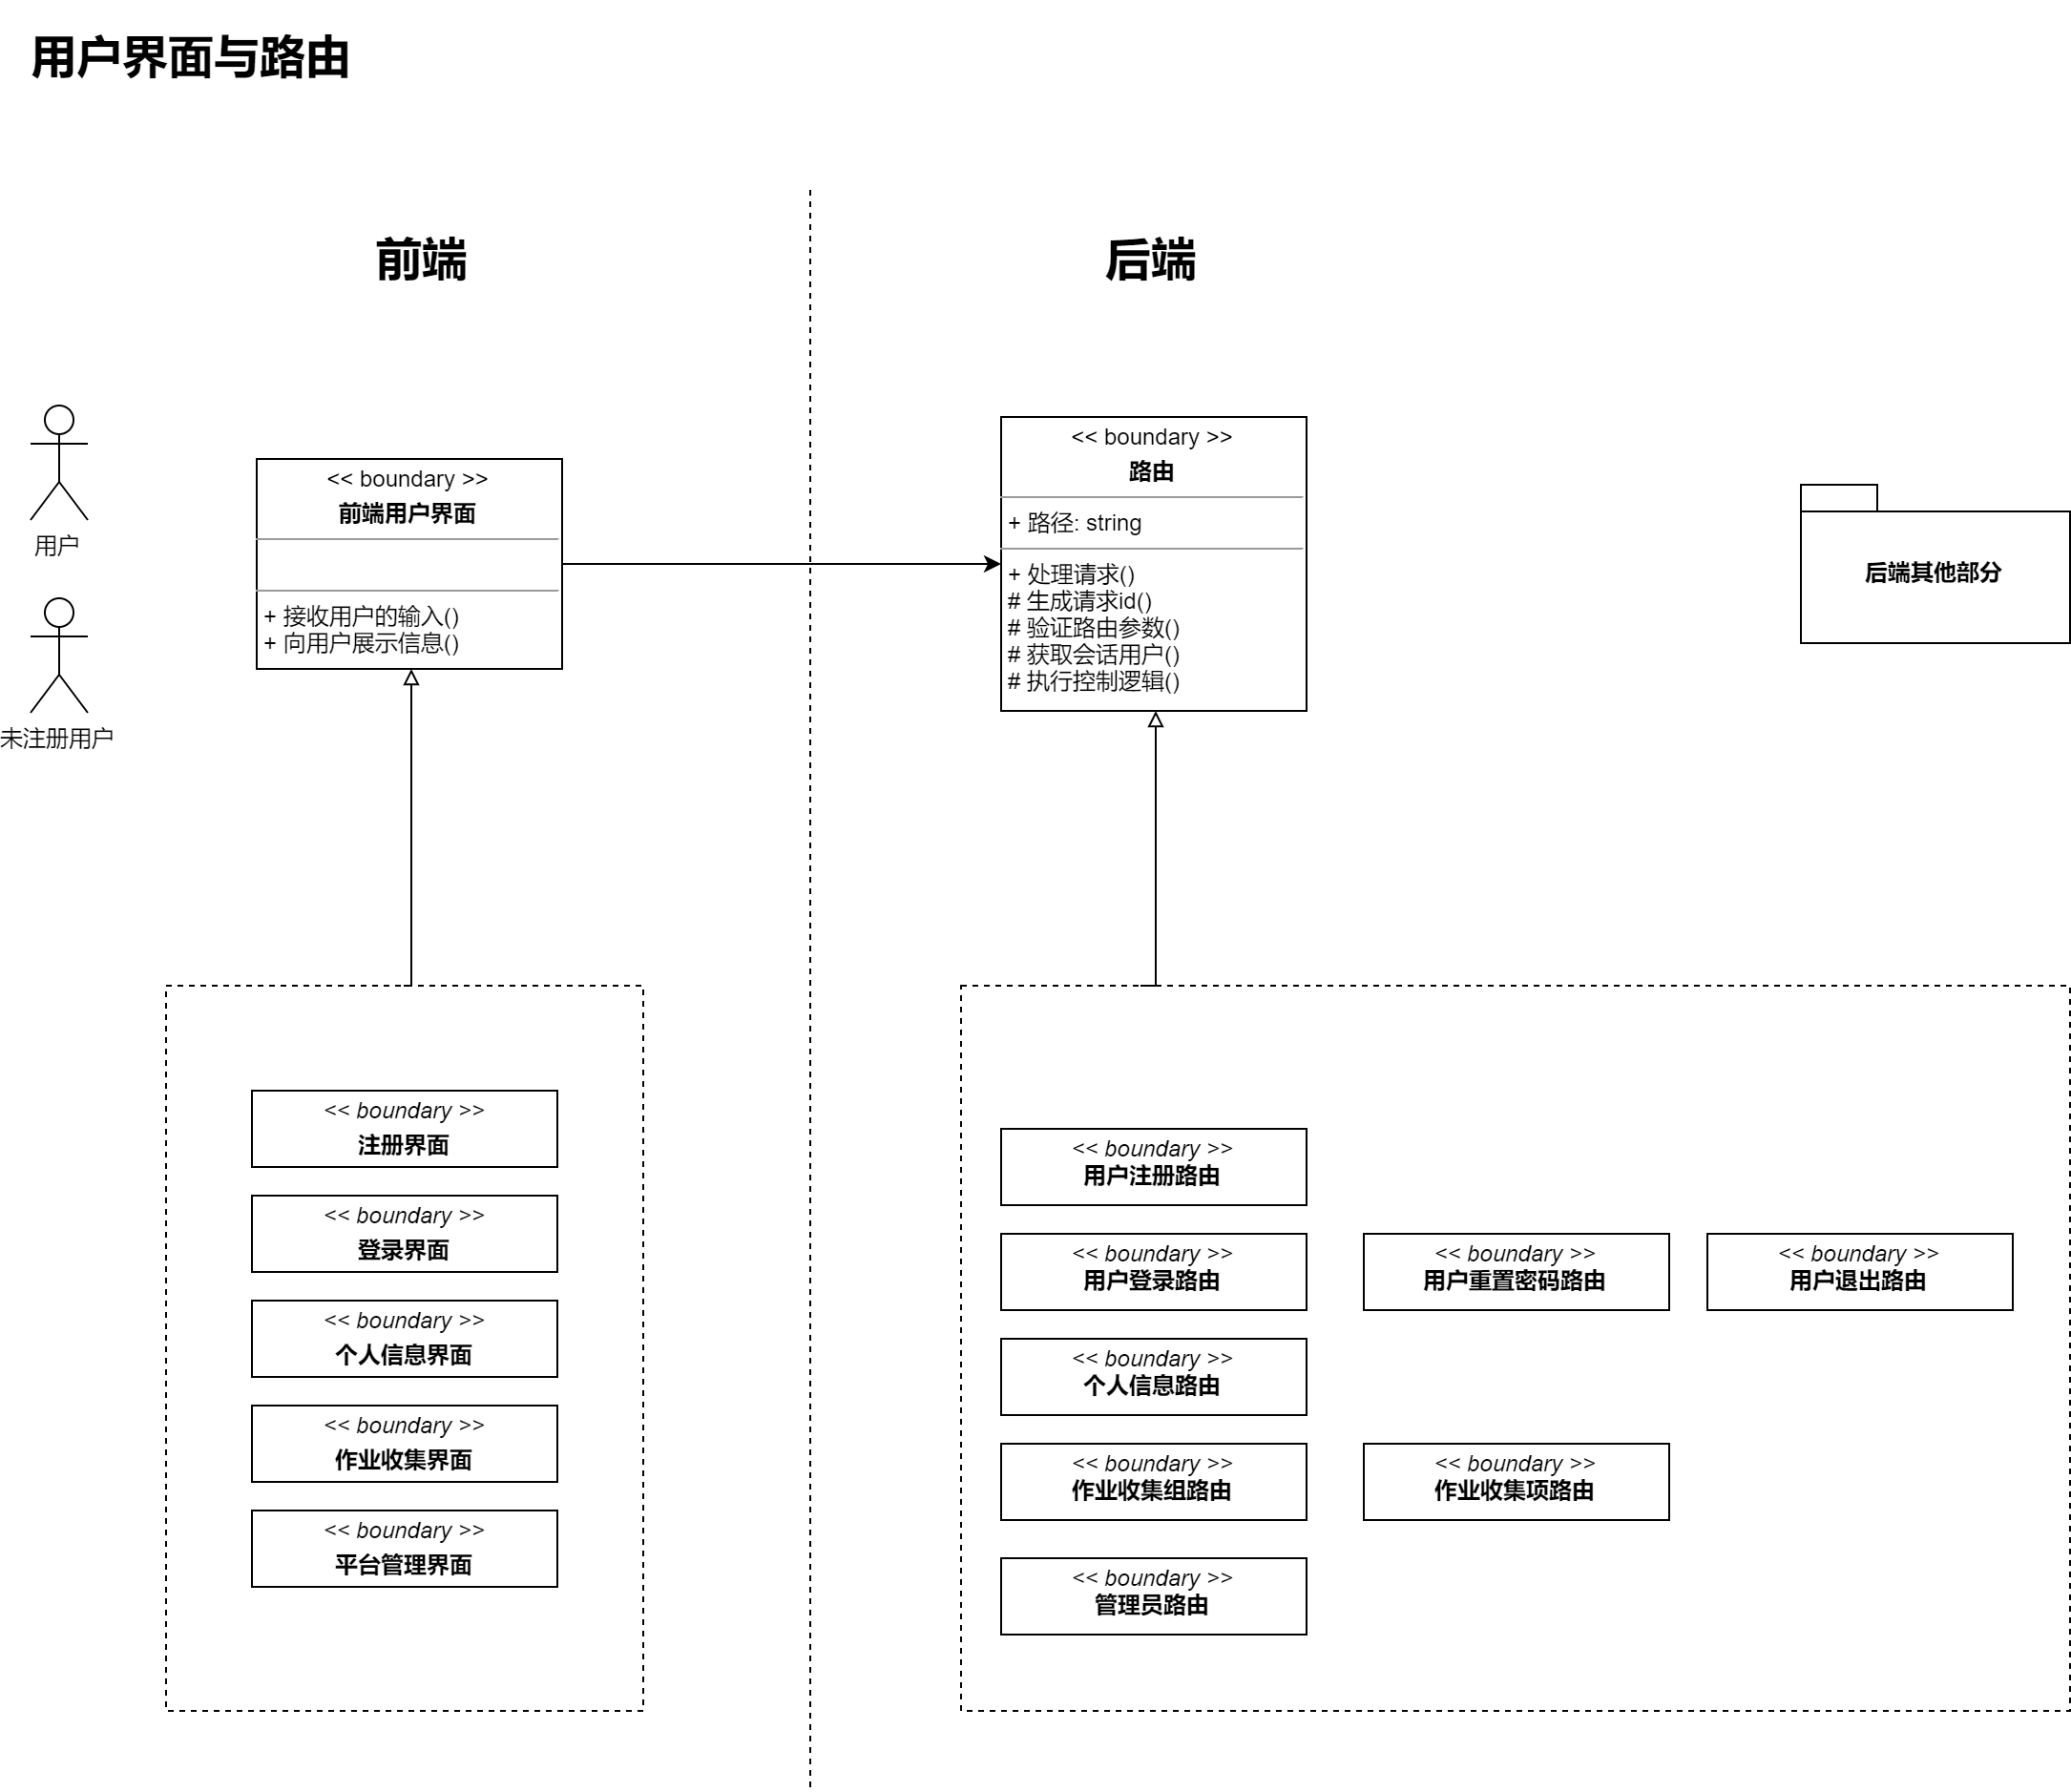 用户界面与路由
前端
后端
用户
未注册用户
<< boundary >>
前端用户界面
+ 接收用户的输入()
+ 向用户展示信息()
<< boundary >>
路由
+ 路径: string
+ 处理请求()
# 生成请求id()
# 验证路由参数()
# 获取会话用户()
# 执行控制逻辑()
后端其他部分
<< boundary >>
注册界面
<< boundary >>
登录界面
<< boundary >>
个人信息界面
<< boundary >>
作业收集界面
<< boundary >>
平台管理界面
<< boundary >>
用户注册路由
<< boundary >>
用户登录路由
<< boundary >>
用户重置密码路由
<< boundary >>
用户退出路由
<< boundary >>
个人信息路由
<< boundary >>
作业收集组路由
<< boundary >>
作业收集项路由
<< boundary >>
管理员路由